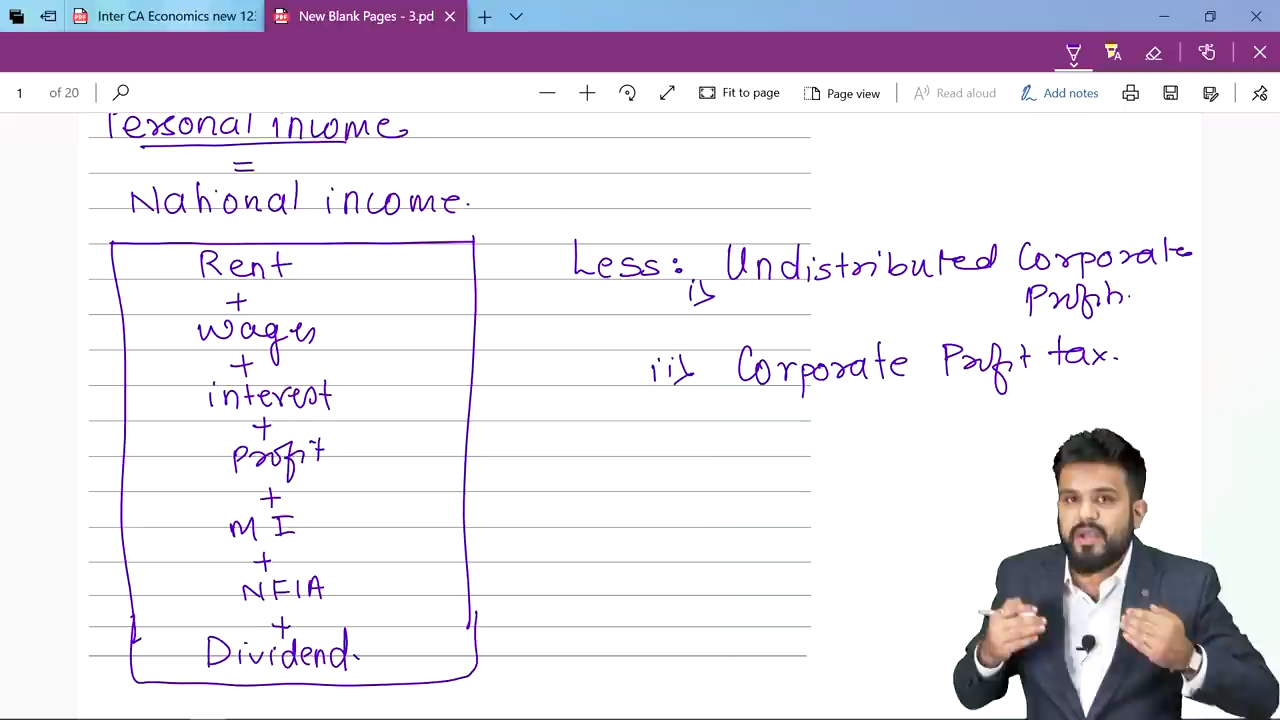 Inter CA Economics new 12
New Blank Pages - 3.pd
1 of 20
Fit to page
Page view
Read aloud
Add notes
Personal income
=
National income.
Rent
+
wages
+
interest
+
Profit
+
M I
+
NFIA
+
Dividend.
Less:
i) Undistributed Corporate
Profit.
ii) Corporate Profit tax.